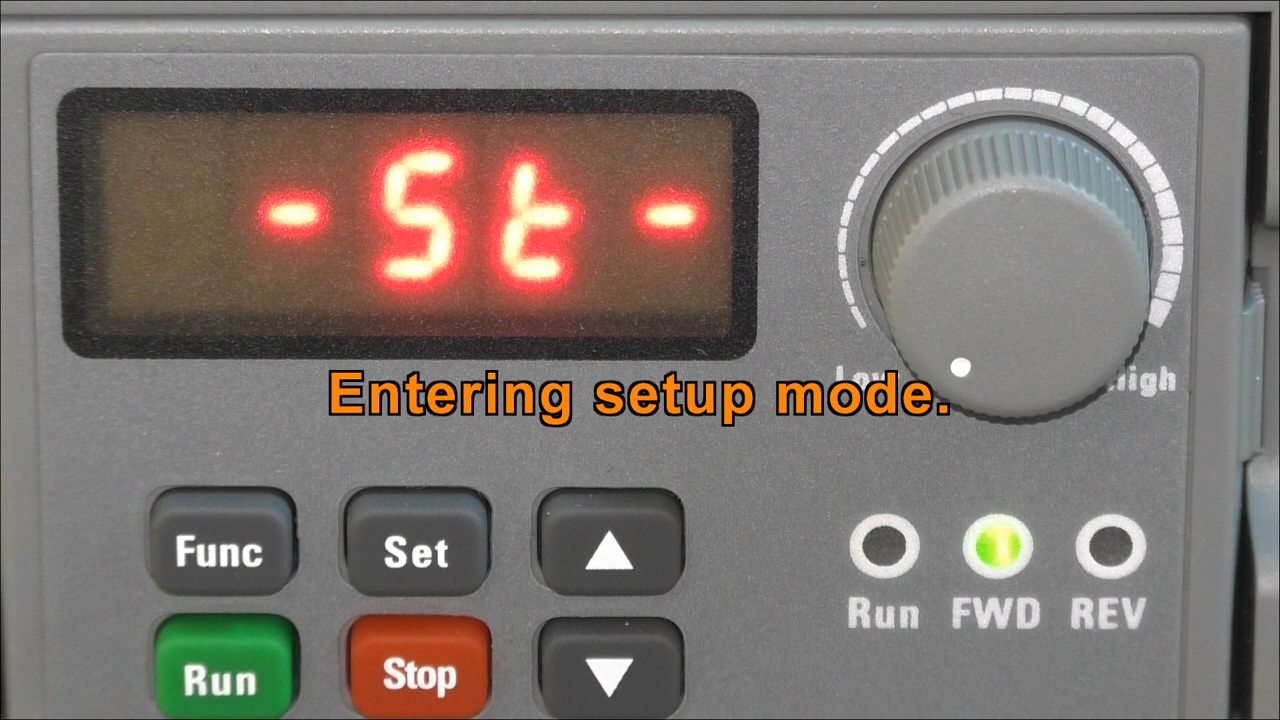 -St-
Low
High
Entering setup mode.
Func
Set
Run
FWD
REV
Run
Stop